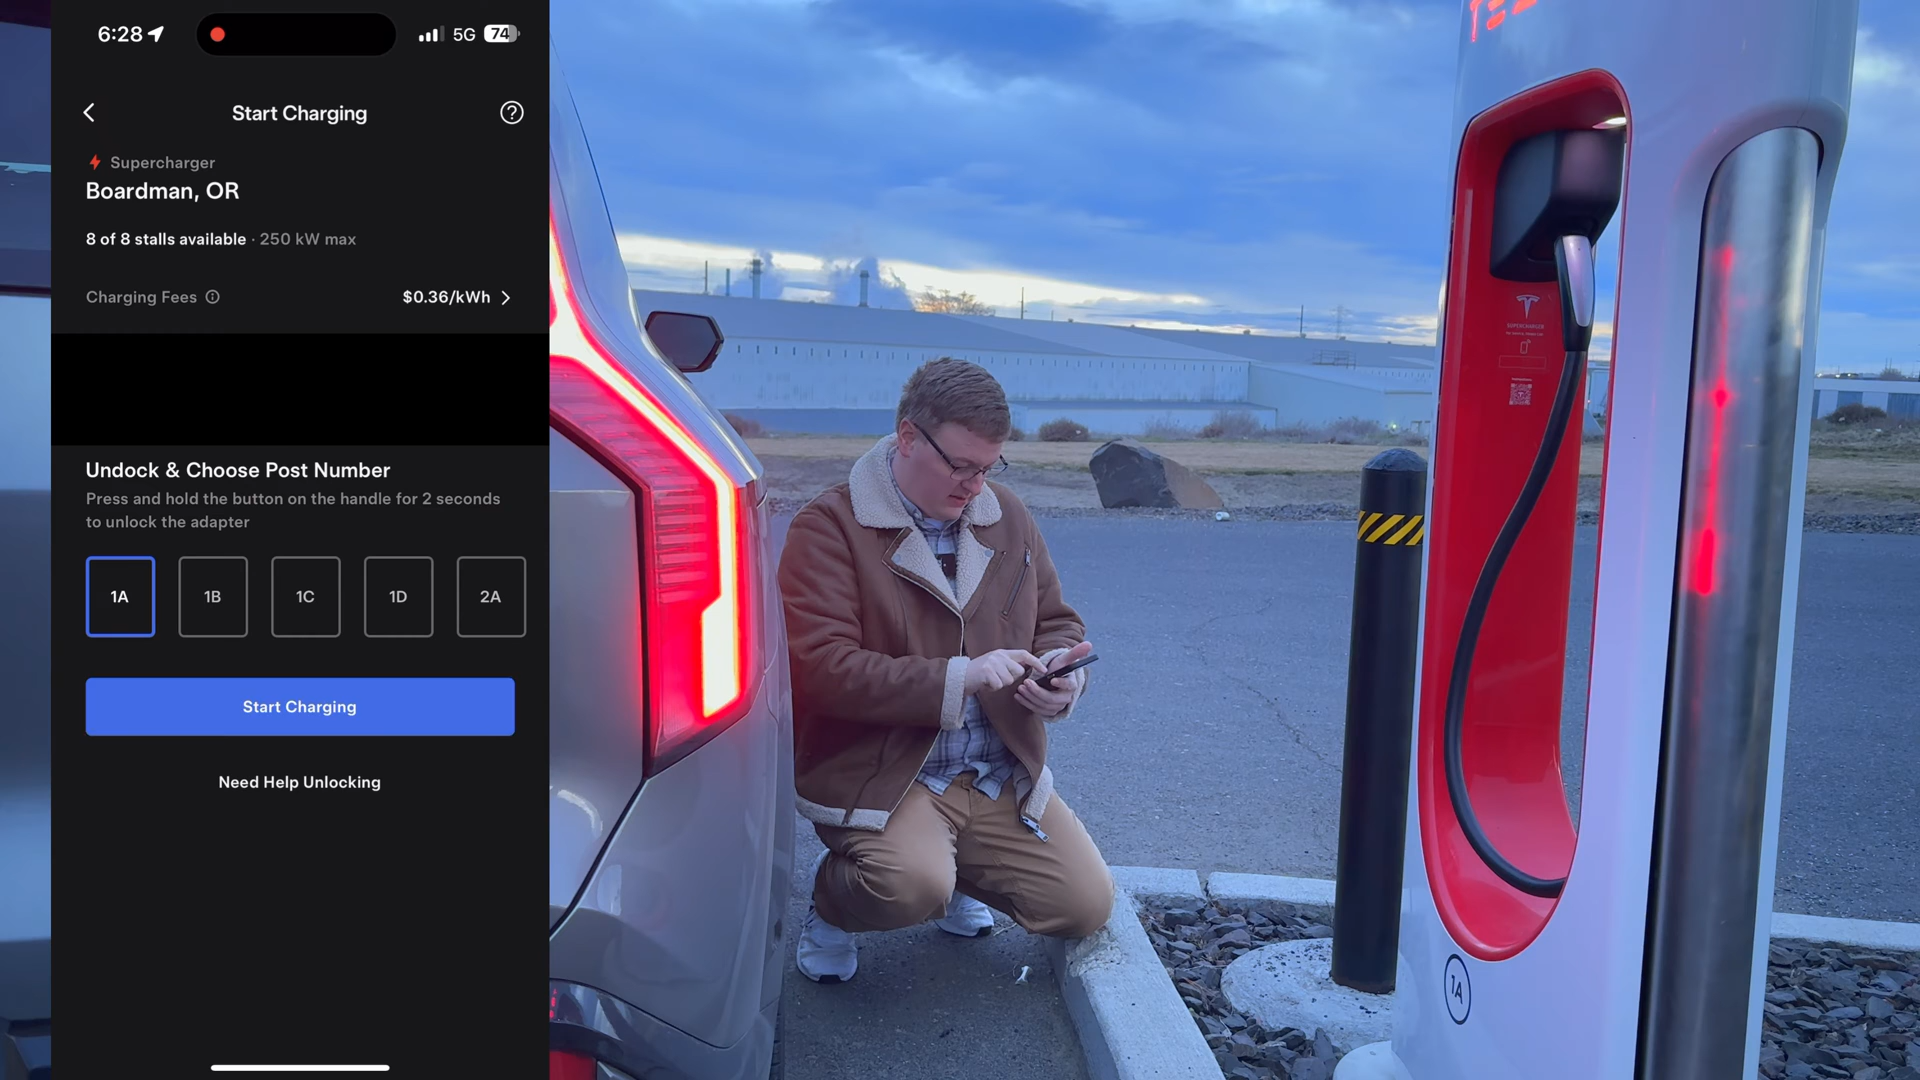 6:28
5G
74
Start Charging
Supercharger
Boardman, OR
8 of 8 stalls available · 250 kW max
Charging Fees
$0.36/kWh
Undock & Choose Post Number
Press and hold the button on the handle for 2 seconds
to unlock the adapter
1A
1B
1C
1D
2A
Start Charging
Need Help Unlocking
SUPERCHARGER
1A